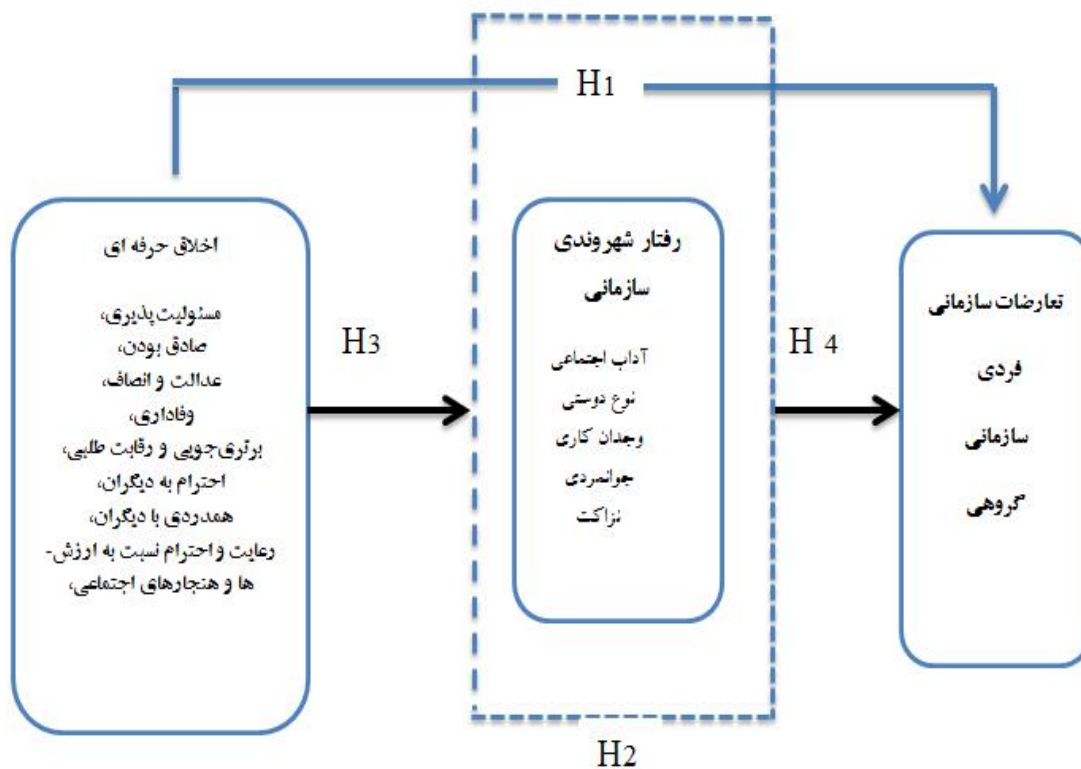 H1
اخلاق حرفه ای
مسئولیت‌پذیری،
صادق بودن،
عدالت و انصاف،
وفاداری،
برتری‌جویی و رقابت طلبی،
احترام به دیگران،
همدردی با دیگران،
رعایت و احترام نسبت به ارزش-
ها و هنجارهای اجتماعی،
H3
رفتار شهروندی
سازمانی
آداب اجتماعی
نوع دوستی
وجدان کاری
جوانمردی
نزاکت
H 4
تعارضات سازمانی
فردی
سازمانی
گروهی
H2